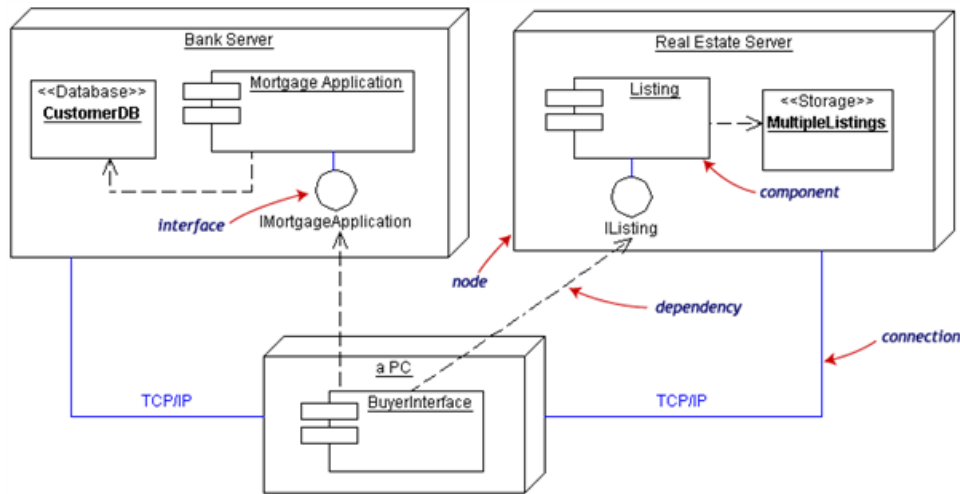 Bank Server
<<Database>>
CustomerDB
Mortgage Application
interface
IMortgageApplication
Real Estate Server
Listing
<<Storage>>
MultipleListings
component
IListing
node
dependency
connection
a PC
BuyerInterface
TCP/IP
TCP/IP